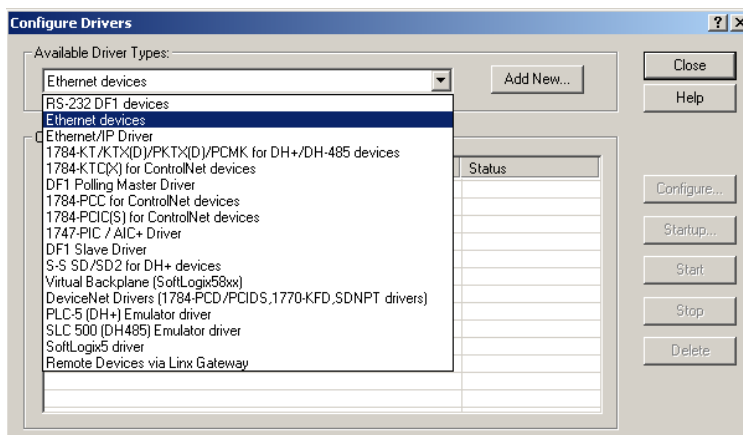 Configure Drivers
Available Driver Types:
Ethernet devices
Add New...
Close
Help
RS-232 DF1 devices
Ethernet devices
Ethernet/IP Driver
1784-KT/KTX(D)/PKTX(D)/PCMK for DH+/DH-485 devices
1784-KTC(X) for ControlNet devices
DF1 Polling Master Driver
1784-PCC for ControlNet devices
1784-PCIC(S) for ControlNet devices
1747-PIC / AIC+ Driver
DF1 Slave Driver
S-S SD/SD2 for DH+ devices
Virtual Backplane (SoftLogix58xx)
DeviceNet Drivers (1784-PCD/PCIDS,1770-KFD,SDNPT drivers)
PLC-5 (DH+) Emulator driver
SLC 500 (DH485) Emulator driver
SoftLogix5 driver
Remote Devices via Linx Gateway
Status
Configure...
Startup...
Start
Stop
Delete